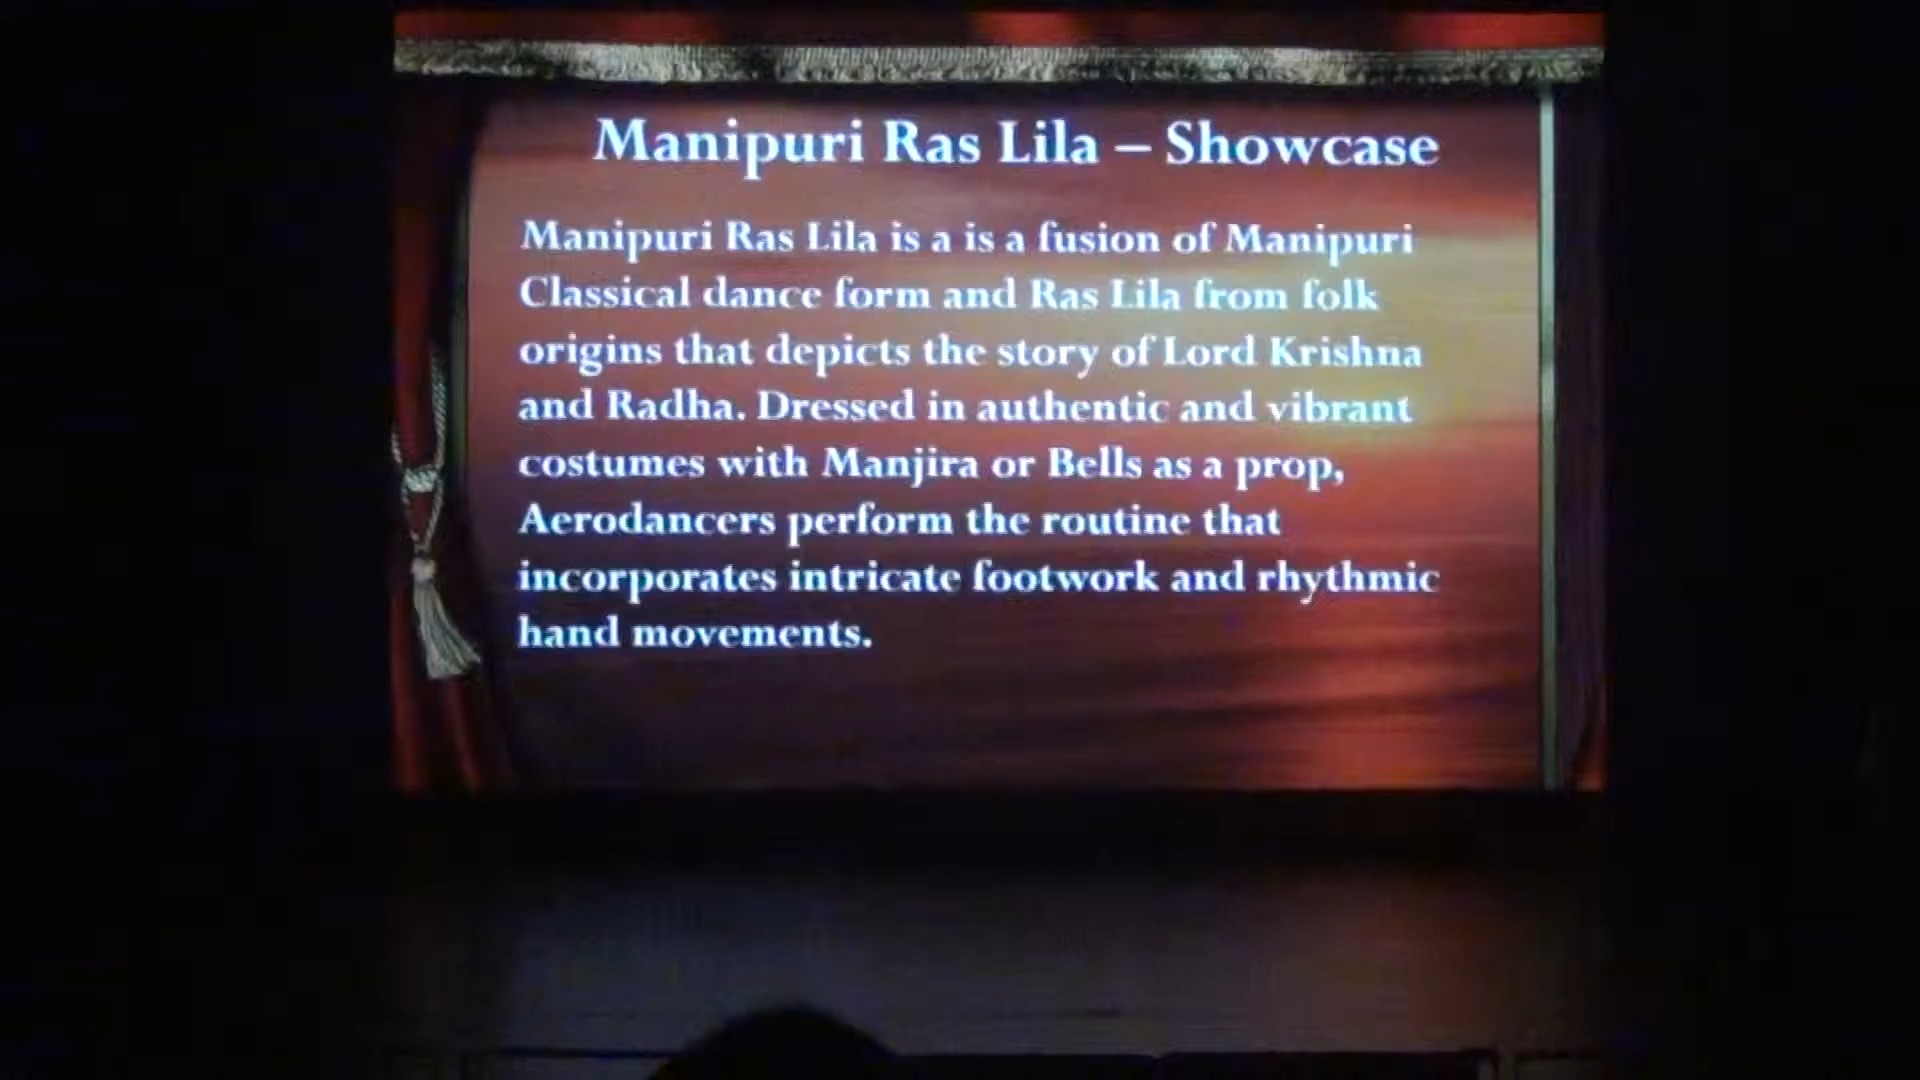 Manipuri Ras Lila – Showcase
Manipuri Ras Lila is a is a fusion of Manipuri
Classical dance form and Ras Lila from folk
origins that depicts the story of Lord Krishna
and Radha. Dressed in authentic and vibrant
costumes with Manjira or Bells as a prop,
Aerodancers perform the routine that
incorporates intricate footwork and rhythmic
hand movements.